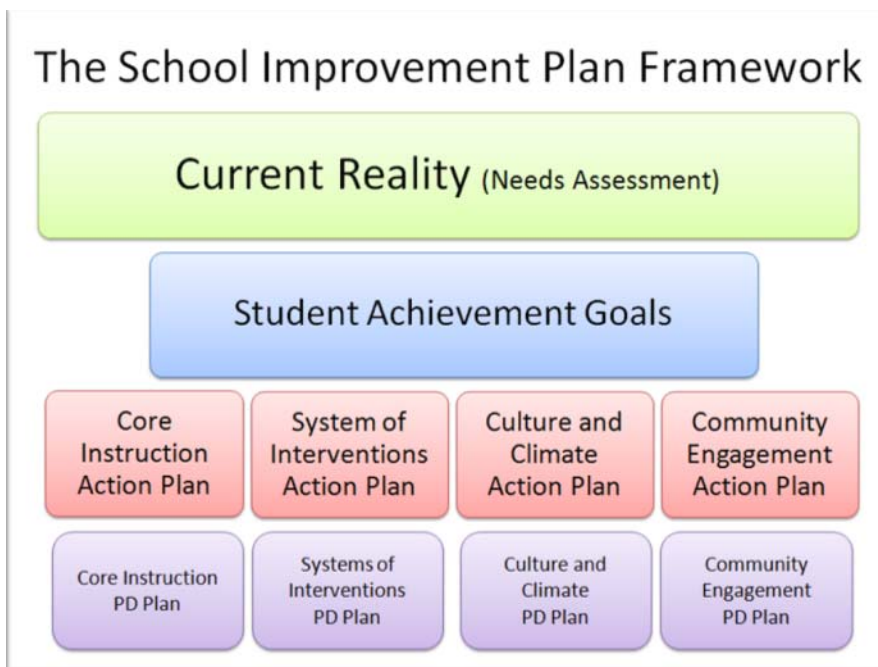 The School Improvement Plan Framework
Current Reality (Needs Assessment)
Student Achievement Goals
Core
Instruction
Action Plan
System of
Interventions
Action Plan
Culture and
Climate
Action Plan
Community
Engagement
Action Plan
Core Instruction
PD Plan
Systems of
Interventions
PD Plan
Culture and
Climate
PD Plan
Community
Engagement
PD Plan